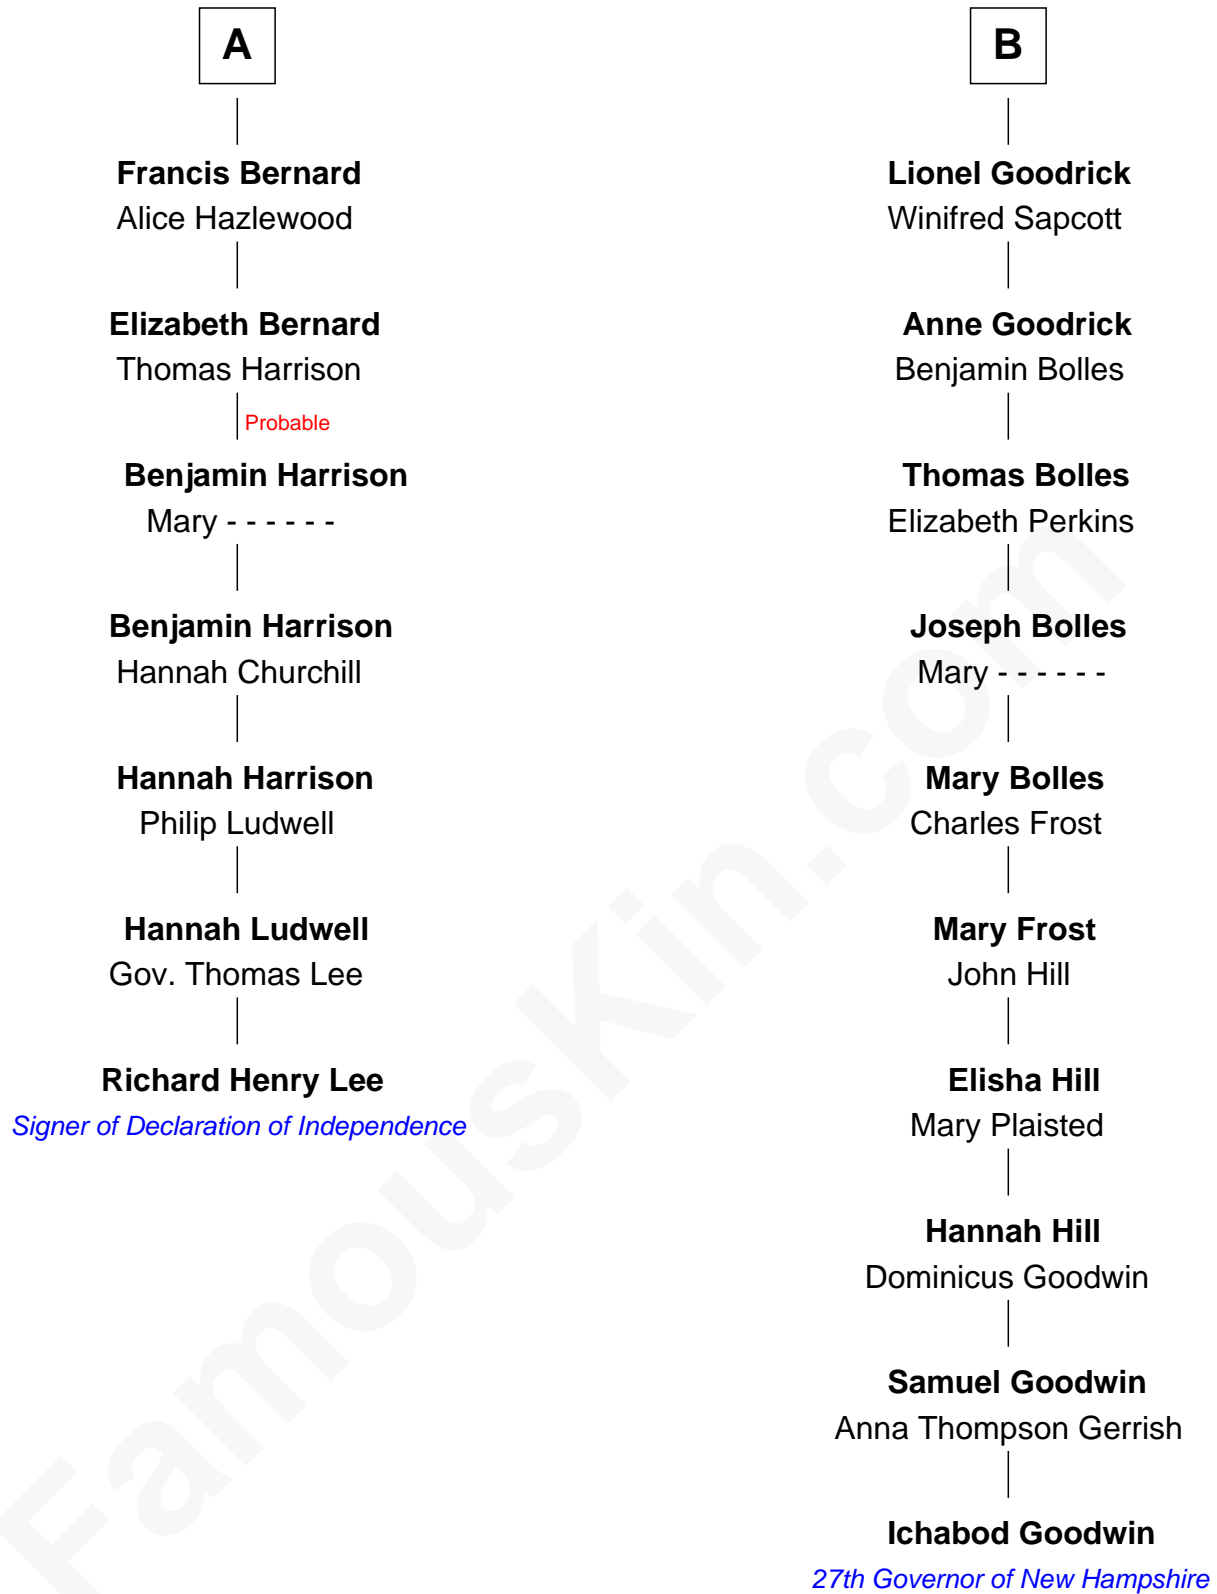 A
Francis Bernard
Alice Hazlewood
Elizabeth Bernard
Thomas Harrison
Probable
Benjamin Harrison
Mary - - - - - -
Benjamin Harrison
Hannah Churchill
Hannah Harrison
Philip Ludwell
Hannah Ludwell
Gov. Thomas Lee
Richard Henry Lee
Signer of Declaration of Independence
B
Lionel Goodrick
Winifred Sapcott
Anne Goodrick
Benjamin Bolles
Thomas Bolles
Elizabeth Perkins
Joseph Bolles
Mary - - - - - -
Mary Bolles
Charles Frost
Mary Frost
John Hill
Elisha Hill
Mary Plaisted
Hannah Hill
Dominicus Goodwin
Samuel Goodwin
Anna Thompson Gerrish
Ichabod Goodwin
27th Governor of New Hampshire
FamousKin.com